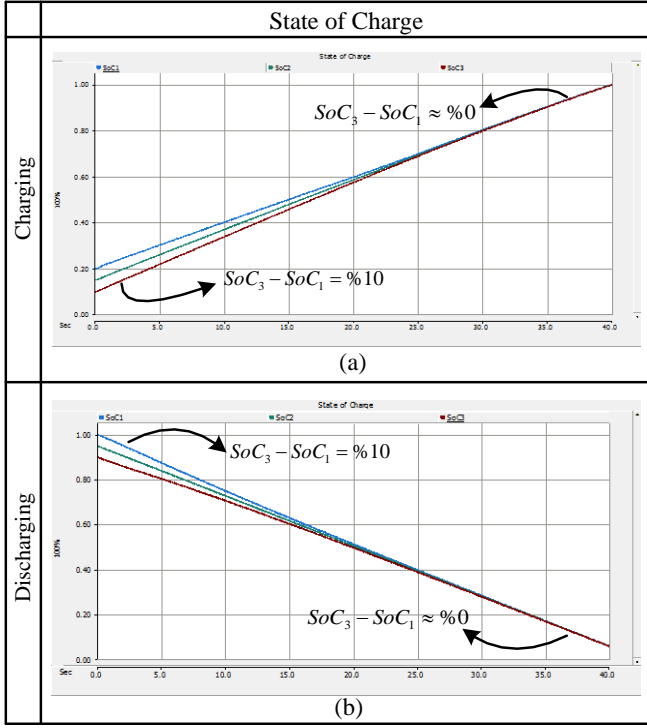 State of Charge
Charging
State of Charge
SoC1 SoC2 SoC3
1.00
0.80
0.60
0.40
0.20
0.00
100%
SoC₃ − SoC₁ ≈ %0
SoC₃ − SoC₁ = %10
Sec 0.0 5.0 10.0 15.0 20.0 25.0 30.0 35.0 40.0
(a)
Discharging
State of Charge
SoC1 SoC2 SoC3
1.00
0.80
0.60
0.40
0.20
0.00
100%
SoC₃ − SoC₁ = %10
SoC₃ − SoC₁ ≈ %0
Sec 0.0 5.0 10.0 15.0 20.0 25.0 30.0 35.0 40.0
(b)